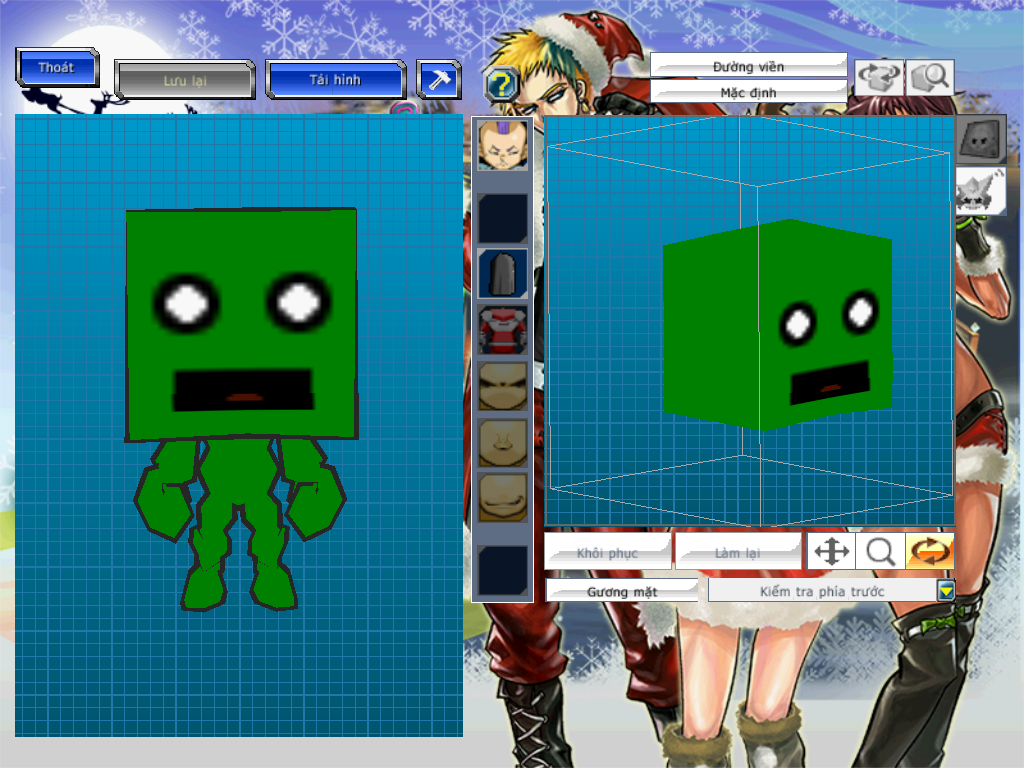 Thoát
Lưu lại
Tải hình
?
Đường viền
Mặc định
Khôi phục
Làm lại
Gương mặt
Kiểm tra phía trước